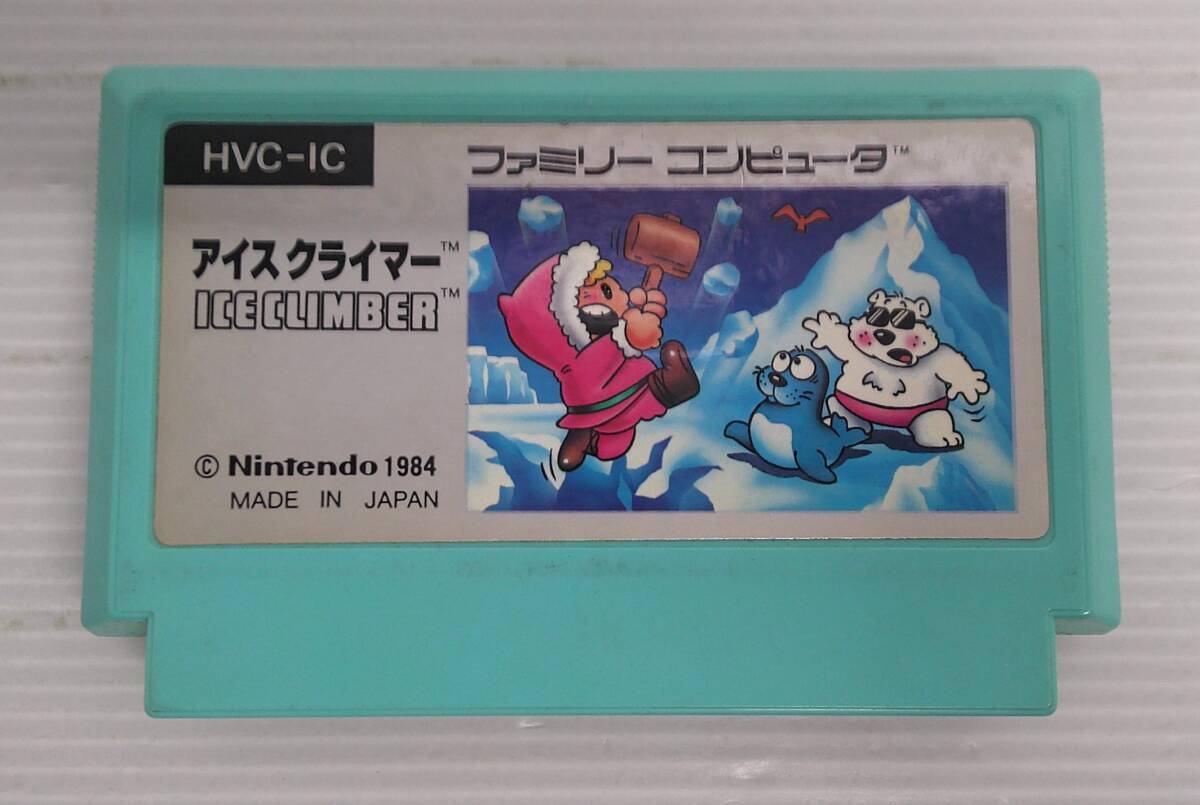 HVC-IC
ファミリー コンピュータ™
アイスクライマー™
ICE CLIMBER™
© Nintendo 1984
MADE IN JAPAN